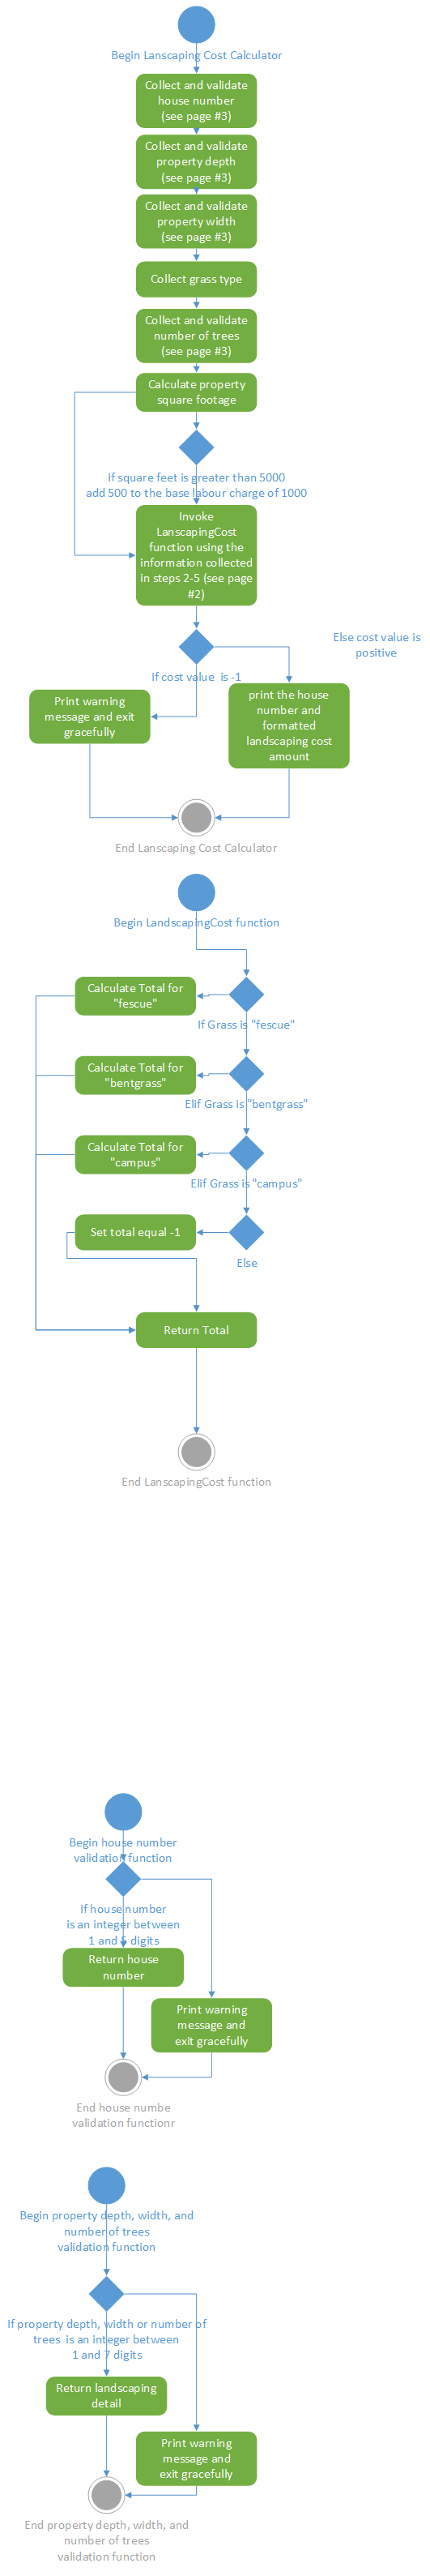 Begin Lanscaping Cost Calculator
Collect and validate
house number
(see page #3)
Collect and validate
property depth
(see page #3)
Collect and validate
property width
(see page #3)
Collect grass type
Collect and validate
number of trees
(see page #3)
Calculate property
square footage
If square feet is greater than 5000
add 500 to the base labour charge of 1000
Invoke
LanscapingCost
function using the
information collected
in steps 2-5 (see page
#2)
Else cost value is
positive
If cost value is -1
Print warning
message and exit
gracefully
print the house
number and
formatted
landscaping cost
amount
End Lanscaping Cost Calculator
Begin LandscapingCost function
Calculate Total for
"fescue"
If Grass is "fescue"
Calculate Total for
"bentgrass"
Elif Grass is "bentgrass"
Calculate Total for
"campus"
Elif Grass is "campus"
Set total equal -1
Else
Return Total
End LanscapingCost function
Begin house number
validation function
If house number
is an integer between
1 and 5 digits
Return house
number
Print warning
message and
exit gracefully
End house numbe
validation functionr
Begin property depth, width, and
number of trees
validation function
If property depth, width or number of
trees is an integer between
1 and 7 digits
Return landscaping
detail
Print warning
message and
exit gracefully
End property depth, width, and
number of trees
validation function